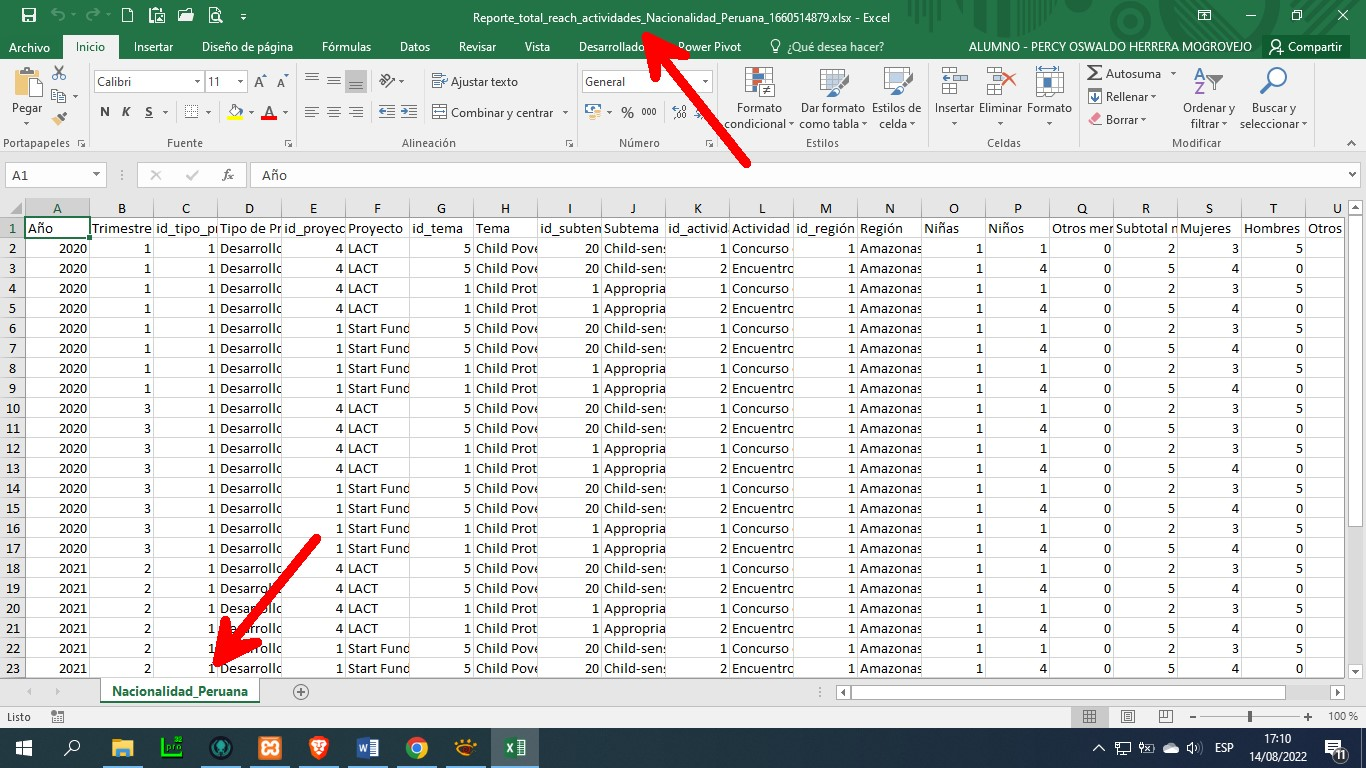 Reporte_total_reach_actividades_Nacionalidad_Peruana_1660514879.xlsx - Excel
Archivo Inicio Insertar Diseño de página Fórmulas Datos Revisar Vista Desarrollado Power Pivot ¿Qué desea hacer? ALUMNO - PERCY OSWALDO HERRERA MOGROVEJO Compartir
Pegar Calibri 11 Ajustar texto General Formato condicional Dar formato como tabla Estilos de celda Insertar Eliminar Formato Autosuma Rellenar Borrar Ordenar y filtrar Buscar y seleccionar
N K S Combinar y centrar % 000
Portapapeles Fuente Alineación Número Estilos Celdas Modificar
A1 fx Año
A B C D E F G H I J K L M N O P Q R S T U
1 Año Trimestre id_tipo_pr Tipo de Pr id_proyec Proyecto id_tema Tema id_subtem Subtema id_activid Actividad id_región Región Niñas Niños Otros mer Subtotal n Mujeres Hombres Otros
2 2020 1 1 Desarrollo 4 LACT 5 Child Pove 20 Child-sens 1 Concurso 1 Amazonas 1 1 0 2 3 5
3 2020 1 1 Desarrollo 4 LACT 5 Child Pove 20 Child-sens 2 Encuentro 1 Amazonas 1 4 0 5 4 0
4 2020 1 1 Desarrollo 4 LACT 1 Child Prot 1 Appropria 1 Concurso 1 Amazonas 1 1 0 2 3 5
5 2020 1 1 Desarrollo 4 LACT 1 Child Prot 1 Appropria 2 Encuentro 1 Amazonas 1 4 0 5 4 0
6 2020 1 1 Desarrollo 1 Start Fund 5 Child Pove 20 Child-sens 1 Concurso 1 Amazonas 1 1 0 2 3 5
7 2020 1 1 Desarrollo 1 Start Fund 5 Child Pove 20 Child-sens 2 Encuentro 1 Amazonas 1 4 0 5 4 0
8 2020 1 1 Desarrollo 1 Start Fund 1 Child Prot 1 Appropria 1 Concurso 1 Amazonas 1 1 0 2 3 5
9 2020 1 1 Desarrollo 1 Start Fund 1 Child Prot 1 Appropria 2 Encuentro 1 Amazonas 1 4 0 5 4 0
10 2020 3 1 Desarrollo 4 LACT 5 Child Pove 20 Child-sens 1 Concurso 1 Amazonas 1 1 0 2 3 5
11 2020 3 1 Desarrollo 4 LACT 5 Child Pove 20 Child-sens 2 Encuentro 1 Amazonas 1 4 0 5 4 0
12 2020 3 1 Desarrollo 4 LACT 1 Child Prot 1 Appropria 1 Concurso 1 Amazonas 1 1 0 2 3 5
13 2020 3 1 Desarrollo 4 LACT 1 Child Prot 1 Appropria 2 Encuentro 1 Amazonas 1 4 0 5 4 0
14 2020 3 1 Desarrollo 1 Start Fund 5 Child Pove 20 Child-sens 1 Concurso 1 Amazonas 1 1 0 2 3 5
15 2020 3 1 Desarrollo 1 Start Fund 5 Child Pove 20 Child-sens 2 Encuentro 1 Amazonas 1 4 0 5 4 0
16 2020 3 1 Desarrollo 1 Start Fund 1 Child Prot 1 Appropria 1 Concurso 1 Amazonas 1 1 0 2 3 5
17 2020 3 1 Desarrollo 1 Start Fund 1 Child Prot 1 Appropria 2 Encuentro 1 Amazonas 1 4 0 5 4 0
18 2021 2 1 Desarrollo 4 LACT 5 Child Pove 20 Child-sens 1 Concurso 1 Amazonas 1 1 0 2 3 5
19 2021 2 1 Desarrollo 4 LACT 5 Child Pove 20 Child-sens 2 Encuentro 1 Amazonas 1 4 0 5 4 0
20 2021 2 1 Desarrollo 4 LACT 1 Child Prot 1 Appropria 1 Concurso 1 Amazonas 1 1 0 2 3 5
21 2021 2 1 Desarrollo 4 LACT 1 Child Prot 1 Appropria 2 Encuentro 1 Amazonas 1 4 0 5 4 0
22 2021 2 1 Desarrollo 1 Start Fund 5 Child Pove 20 Child-sens 1 Concurso 1 Amazonas 1 1 0 2 3 5
23 2021 2 1 Desarrollo 1 Start Fund 5 Child Pove 20 Child-sens 2 Encuentro 1 Amazonas 1 4 0 5 4 0
Nacionalidad_Peruana
Listo 100 %
ESP 17:10
14/08/2022 11